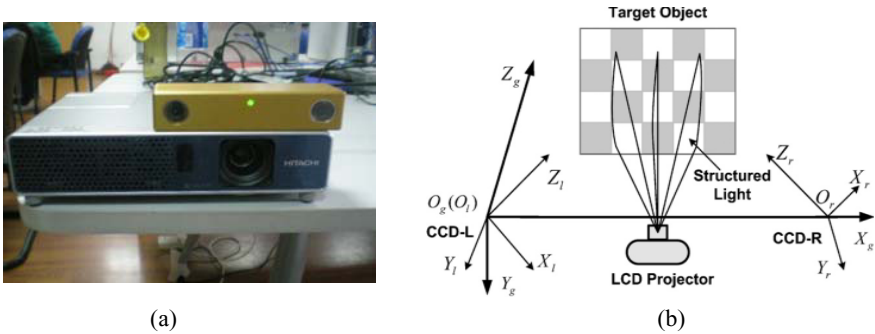 HITACHI
(a)
Target Object
Z_g
Z_l
Z_r
X_r
Structured
Light
O_g(O_l)
O_r
CCD-L
CCD-R
X_g
Y_l
X_l
Y_g
Y_r
LCD Projector
(b)